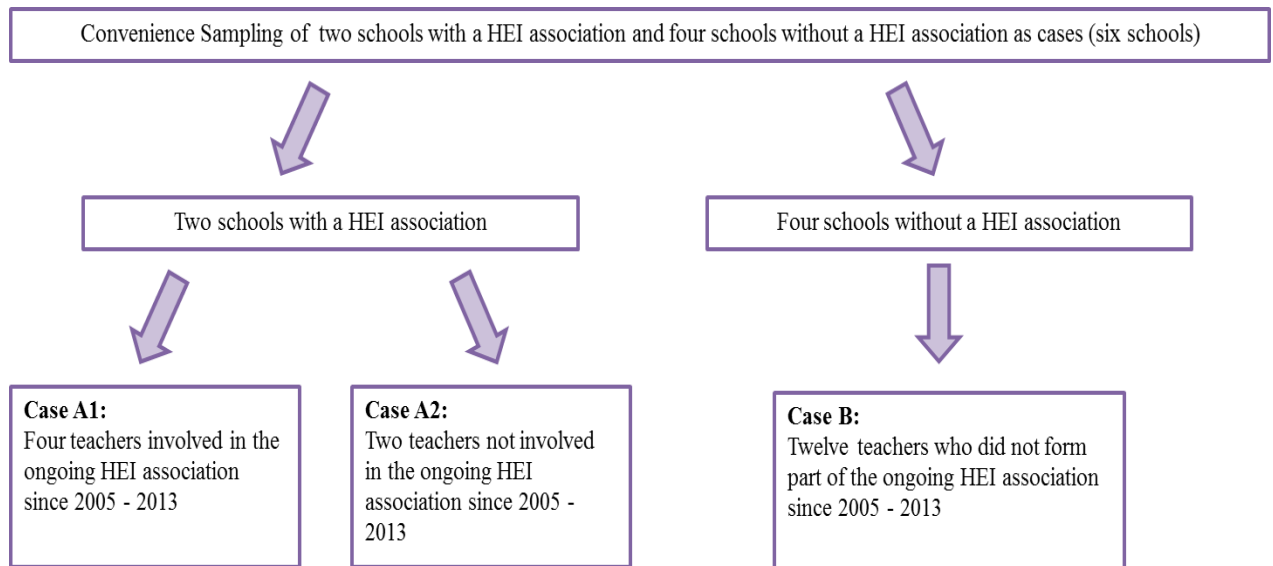 Convenience Sampling of two schools with a HEI association and four schools without a HEI association as cases (six schools)
Two schools with a HEI association
Four schools without a HEI association
Case A1:
Four teachers involved in the
ongoing HEI association
since 2005 - 2013
Case A2:
Two teachers not involved
in the ongoing HEI
association since 2005 -
2013
Case B:
Twelve teachers who did not form
part of the ongoing HEI association
since 2005 - 2013